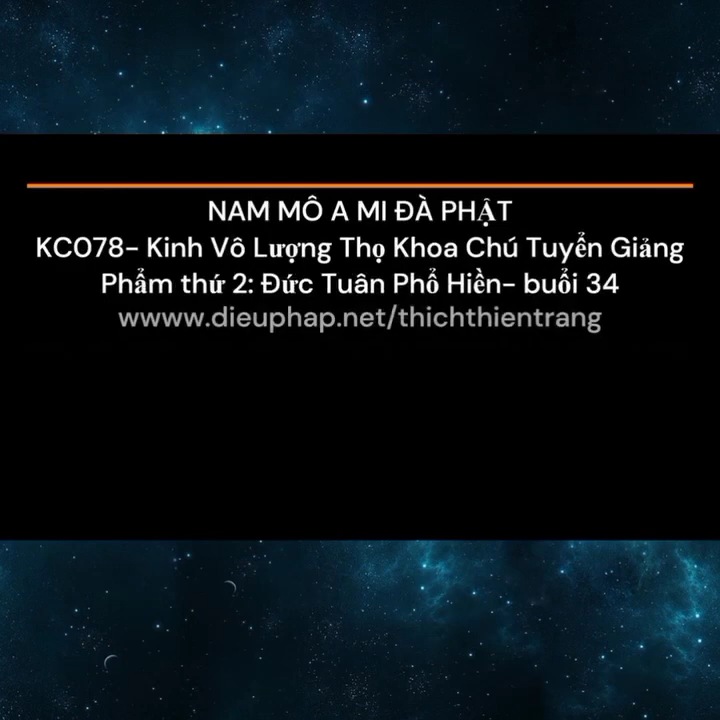 NAM MÔ A MI ĐÀ PHẬT
KC078- Kinh Vô Lượng Thọ Khoa Chú Tuyển Giảng
Phẩm thứ 2: Đức Tuân Phổ Hiền- buổi 34
wwww.dieuphap.net/thichthientrang